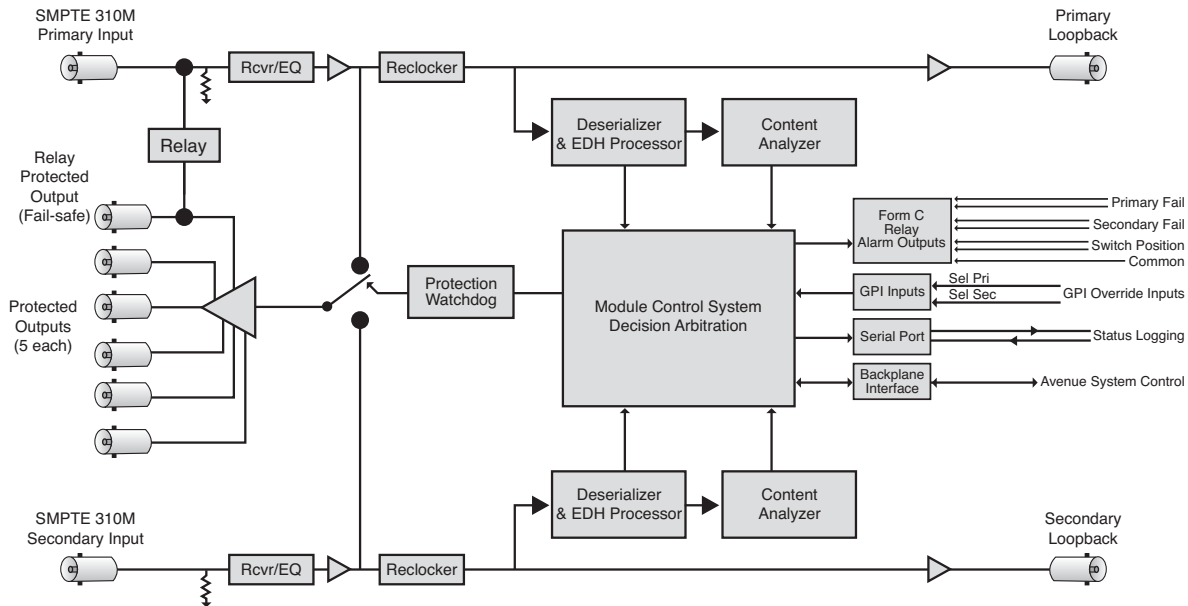 SMPTE 310M
Primary Input
Rcvr/EQ
Reclocker
Primary
Loopback
Relay
Deserializer
& EDH Processor
Content
Analyzer
Relay
Protected
Output
(Fail-safe)
Form C
Relay
Alarm Outputs
Primary Fail
Secondary Fail
Switch Position
Common
Protection
Watchdog
Module Control System
Decision Arbitration
GPI Inputs
Sel Pri
Sel Sec
GPI Override Inputs
Protected
Outputs
(5 each)
Serial Port
Status Logging
Backplane
Interface
Avenue System Control
Deserializer
& EDH Processor
Content
Analyzer
SMPTE 310M
Secondary Input
Rcvr/EQ
Reclocker
Secondary
Loopback